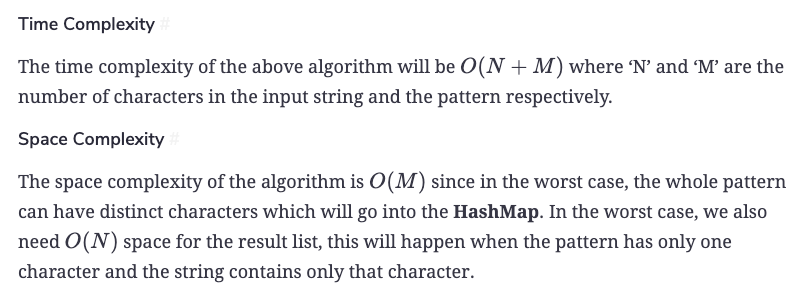 Time Complexity #
The time complexity of the above algorithm will be O(N + M) where ‘N’ and ‘M’ are the
number of characters in the input string and the pattern respectively.
Space Complexity #
The space complexity of the algorithm is O(M) since in the worst case, the whole pattern
can have distinct characters which will go into the HashMap. In the worst case, we also
need O(N) space for the result list, this will happen when the pattern has only one
character and the string contains only that character.